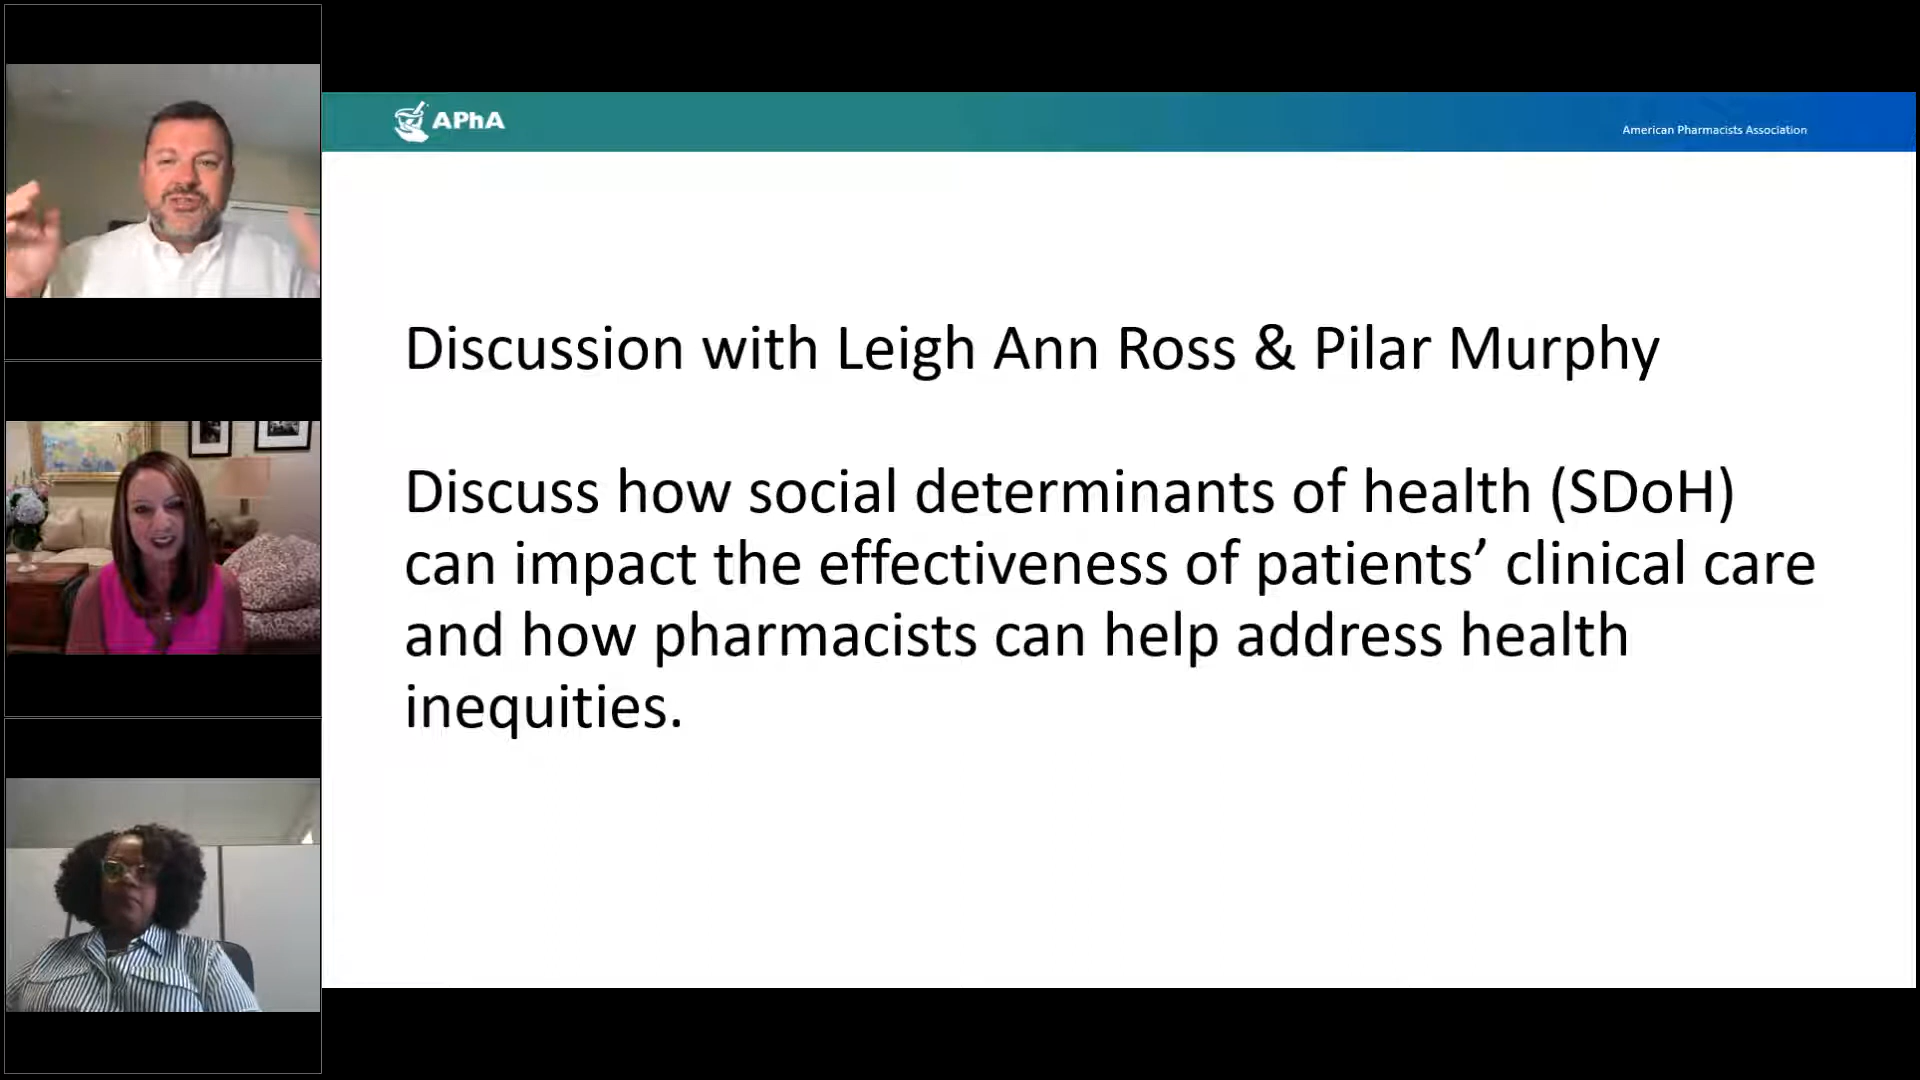 APhA
American Pharmacists Association
Discussion with Leigh Ann Ross & Pilar Murphy
Discuss how social determinants of health (SDoH)
can impact the effectiveness of patients’ clinical care
and how pharmacists can help address health
inequities.